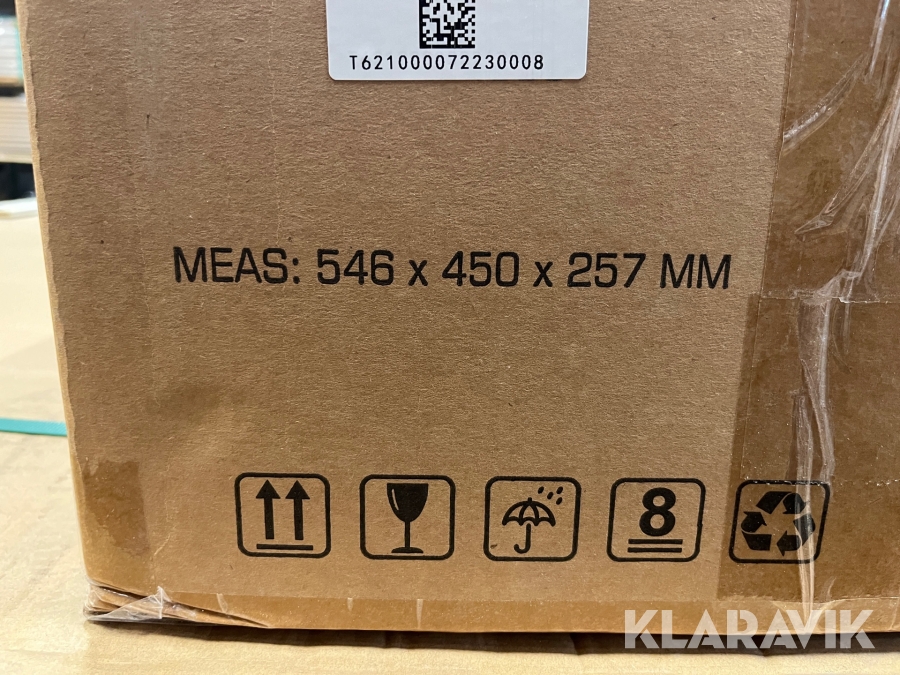 T621000072230008
MEAS: 546 x 450 x 257 MM
8
KLARAVIK